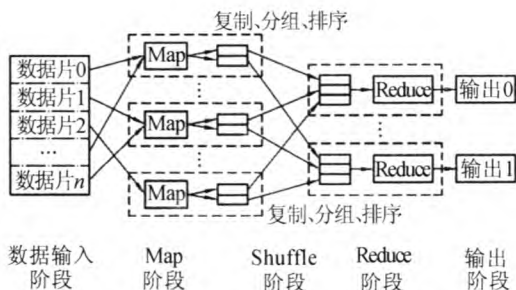 复制、分组、排序
数据片0
数据片1
数据片2
...
数据片n
Map
...
Map
...
Map
Reduce
...
Reduce
输出0
输出1
复制、分组、排序
数据输入
阶段
Map
阶段
Shuffle
阶段
Reduce
阶段
输出
阶段